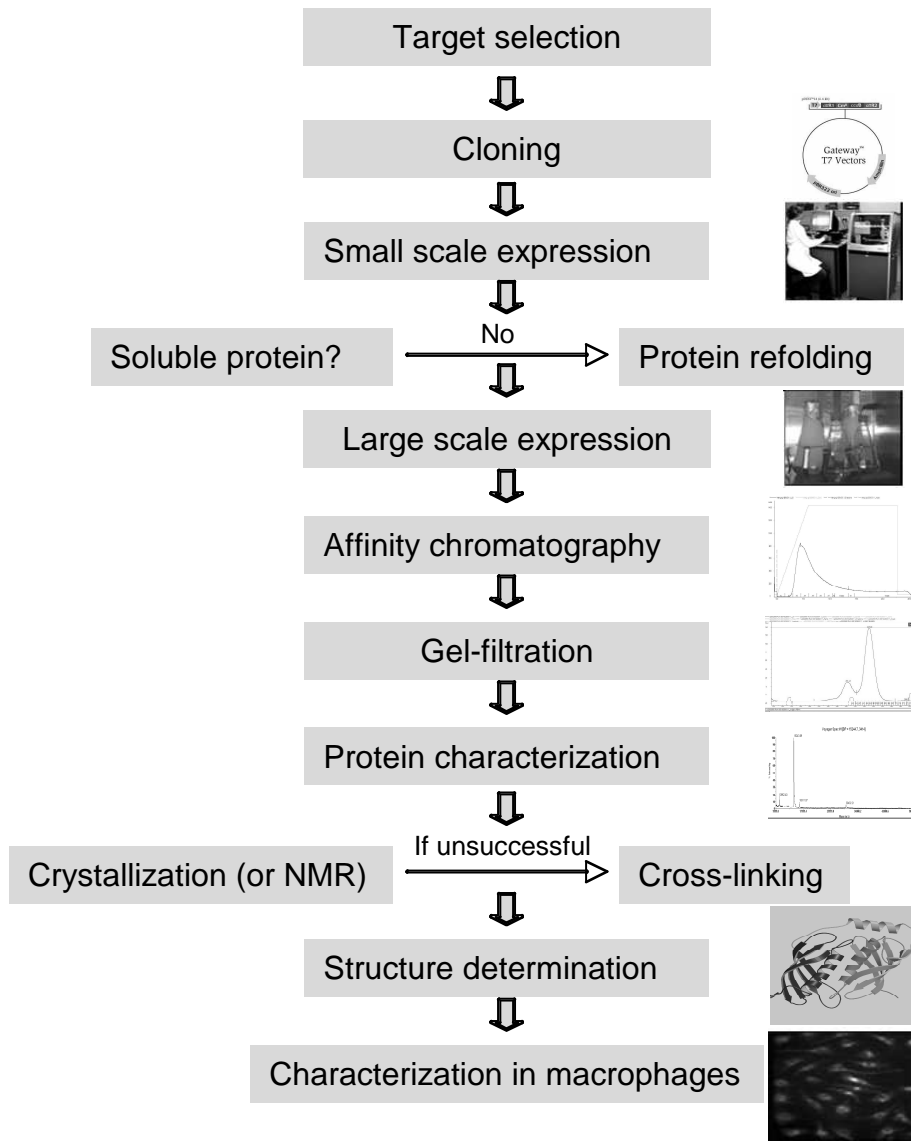 Target selection
Cloning
Gateway™
T7 Vectors
Small scale expression
No
Soluble protein?
Protein refolding
Large scale expression
Affinity chromatography
Gel-filtration
Protein characterization
If unsuccessful
Crystallization (or NMR)
Cross-linking
Structure determination
Characterization in macrophages